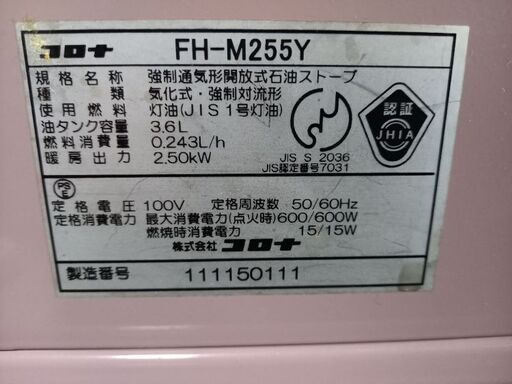 コロナ FH-M255Y
規格名称 強制通気形開放式石油ストーブ
種類 気化式・強制対流形
使用燃料 灯油(JIS1号灯油)
油タンク容量 3.6L
燃料消費量 0.243L/h
暖房出力 2.50kW
JIS S 2036
JIS認定番号7031
認証
JHIA
PS
E
定格電圧 100V 定格周波数 50/60Hz
定格消費電力 最大消費電力(点火時)600/600W
燃焼時消費電力 15/15W
株式会社コロナ
製造番号 111150111